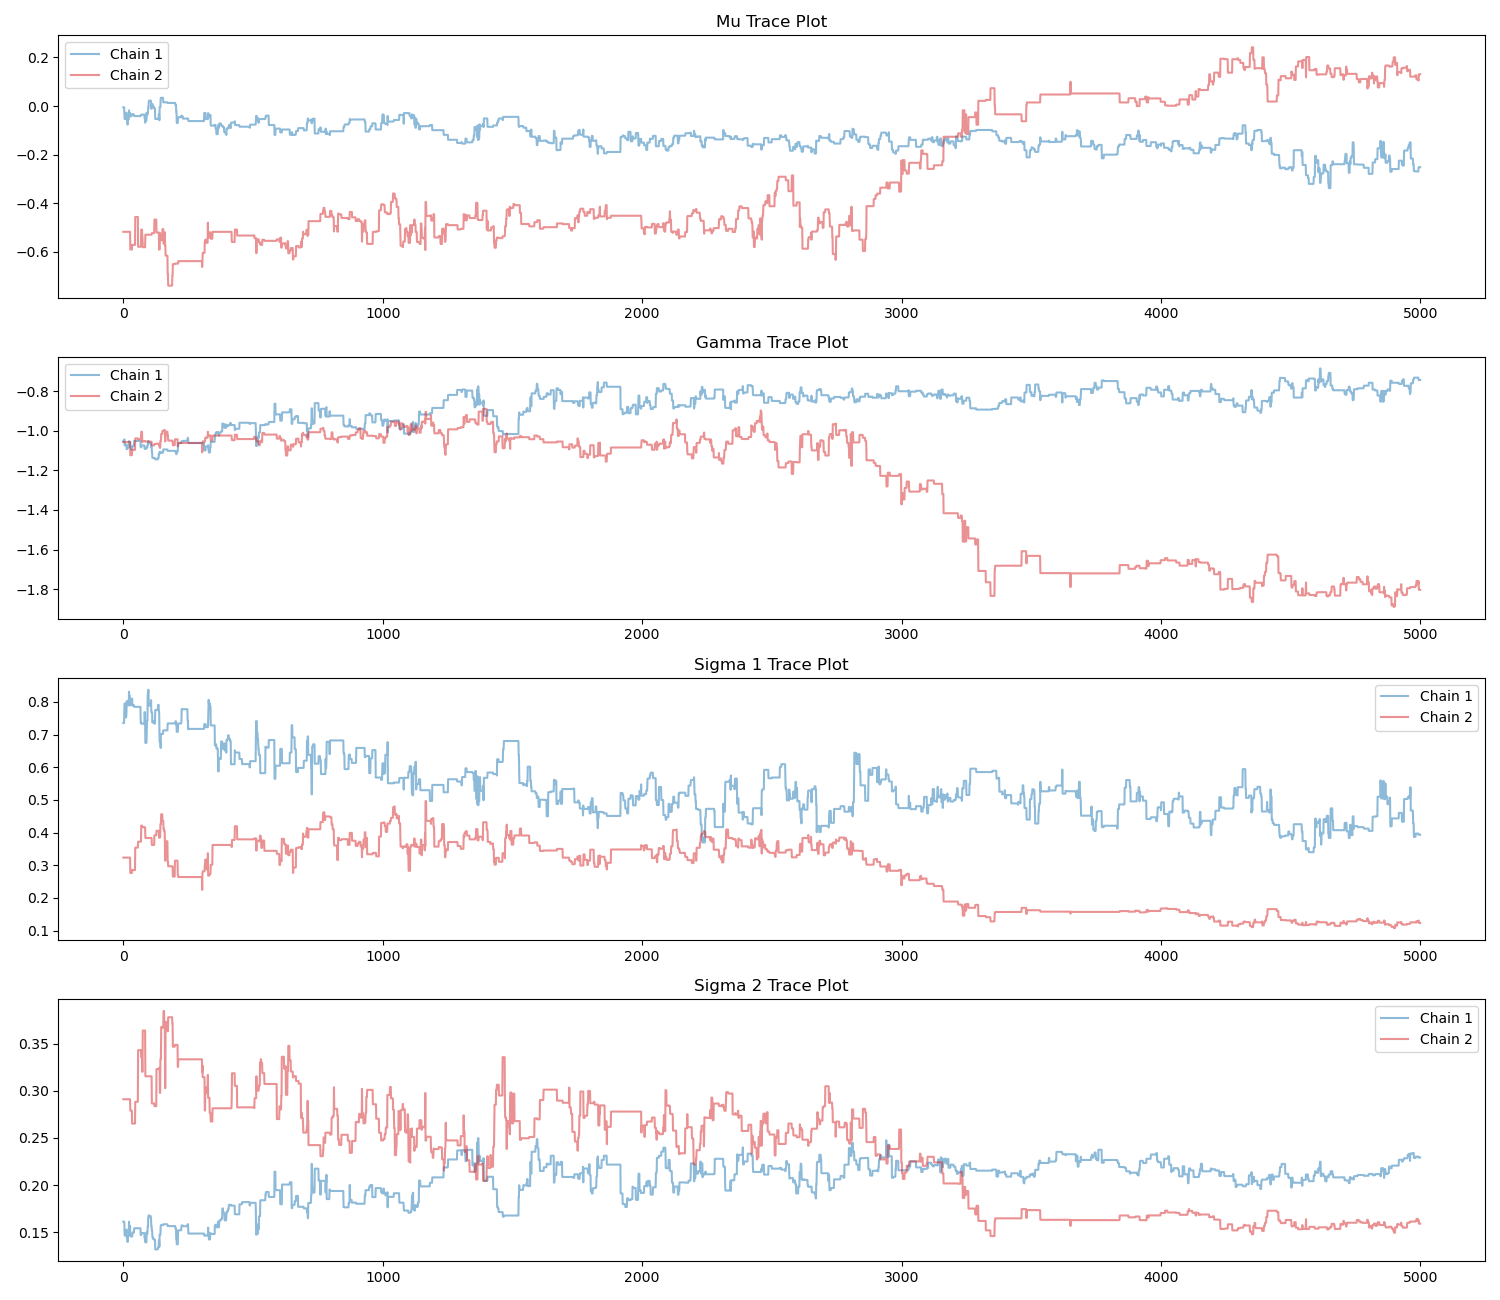 Mu Trace Plot
Chain 1
Chain 2
0.2
0.0
−0.2
−0.4
−0.6
0 1000 2000 3000 4000 5000
Gamma Trace Plot
Chain 1
Chain 2
−0.8
−1.0
−1.2
−1.4
−1.6
−1.8
0 1000 2000 3000 4000 5000
Sigma 1 Trace Plot
Chain 1
Chain 2
0.8
0.7
0.6
0.5
0.4
0.3
0.2
0.1
0 1000 2000 3000 4000 5000
Sigma 2 Trace Plot
Chain 1
Chain 2
0.35
0.30
0.25
0.20
0.15
0 1000 2000 3000 4000 5000